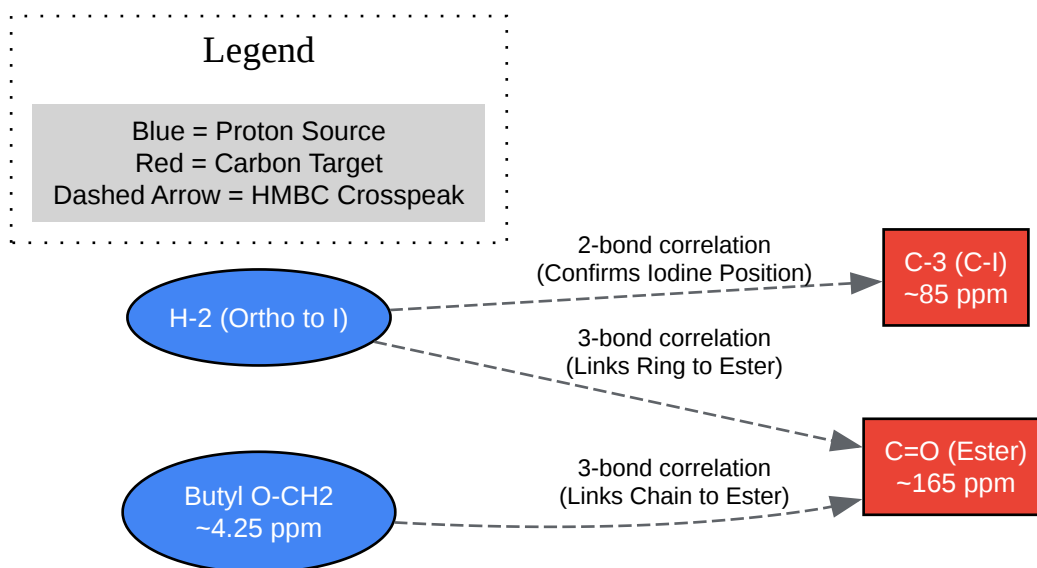 Legend
Blue = Proton Source
Red = Carbon Target
Dashed Arrow = HMBC Crosspeak
2-bond correlation
(Confirms Iodine Position)
C-3 (C-I)
~85 ppm
H-2 (Ortho to I)
3-bond correlation
(Links Ring to Ester)
C=O (Ester)
~165 ppm
3-bond correlation
(Links Chain to Ester)
Butyl O-CH2
~4.25 ppm